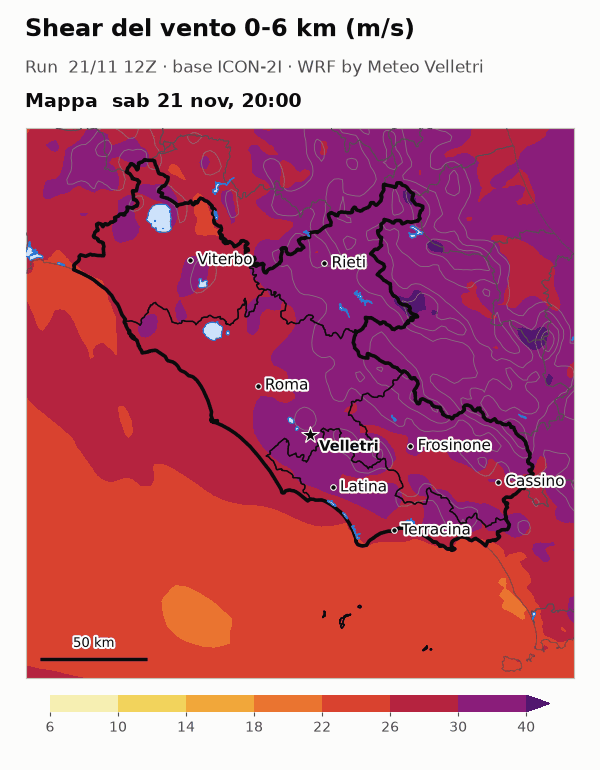 Shear del vento 0-6 km (m/s)
Run  21/11 12Z · base ICON-2I · WRF by Meteo Velletri
Mappa  sab 21 nov, 20:00
Viterbo
Rieti
Roma
Velletri
Frosinone
Latina
Cassino
Terracina
50 km
6 10 14 18 22 26 30 40